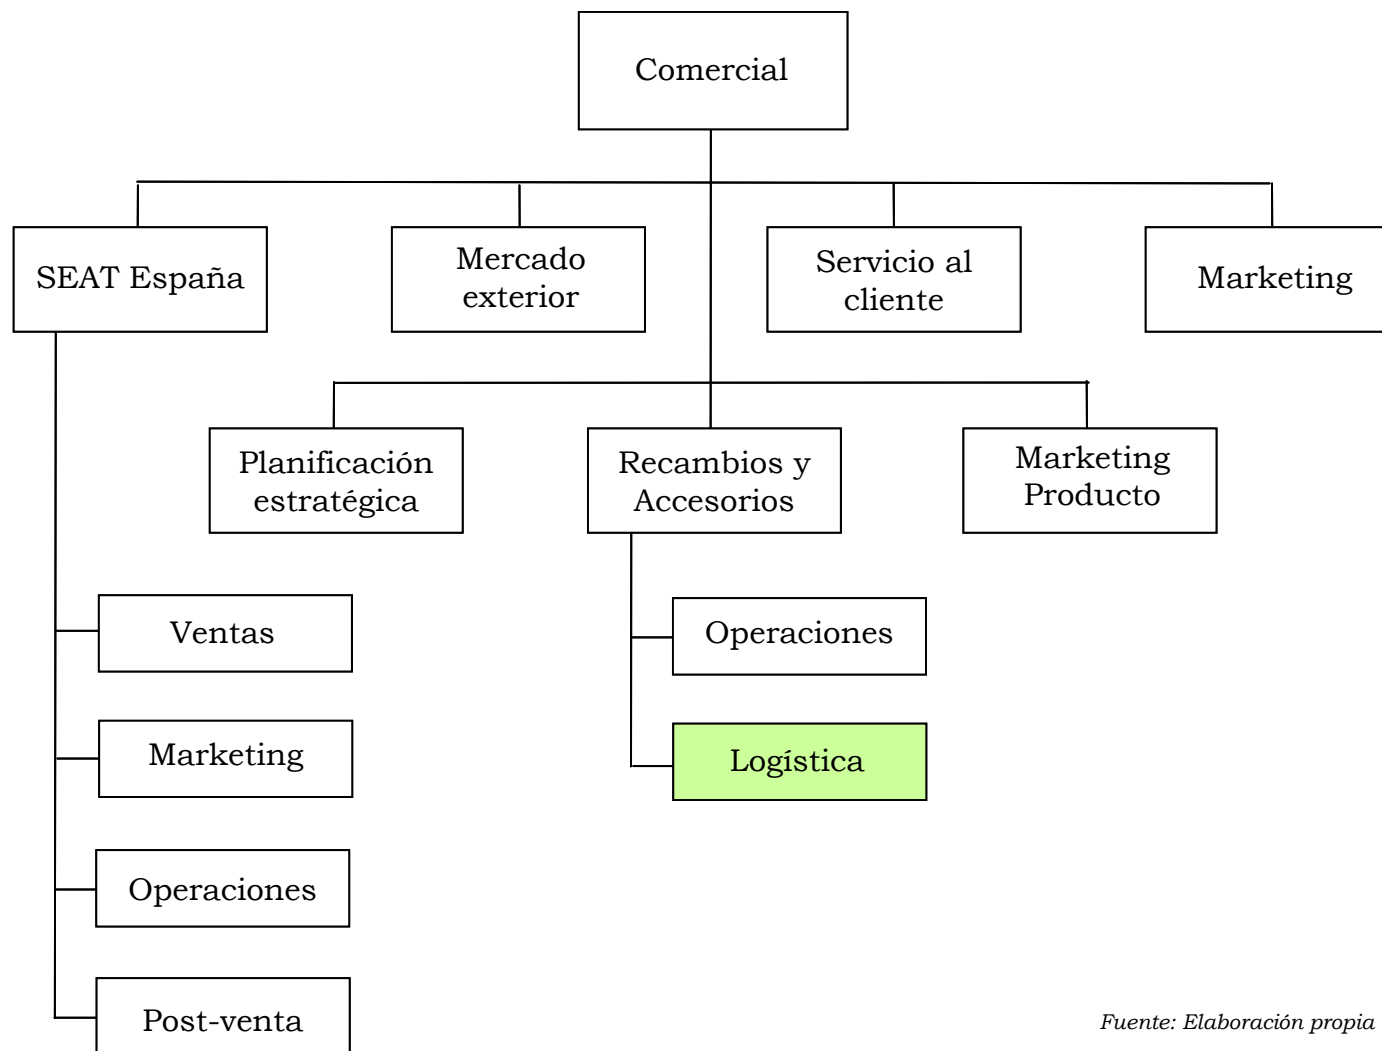 Comercial
SEAT España
Mercado
exterior
Servicio al
cliente
Marketing
Planificación
estratégica
Recambios y
Accesorios
Marketing
Producto
Ventas
Marketing
Operaciones
Post-venta
Operaciones
Logística
Fuente: Elaboración propia